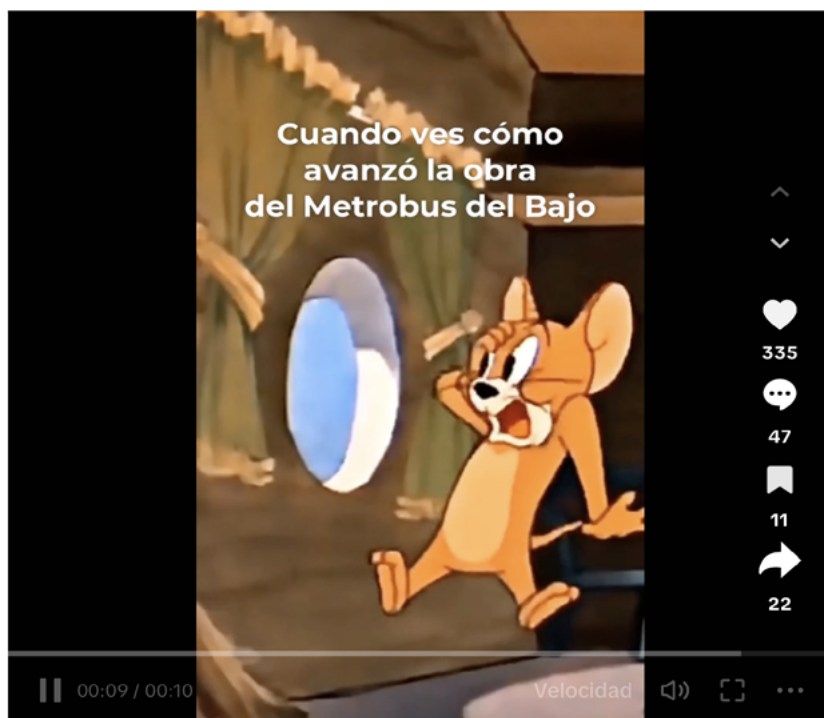 Cuando ves cómo
avanzó la obra
del Metrobus del Bajo
335
47
11
22
00:09 / 00:10
Velocidad